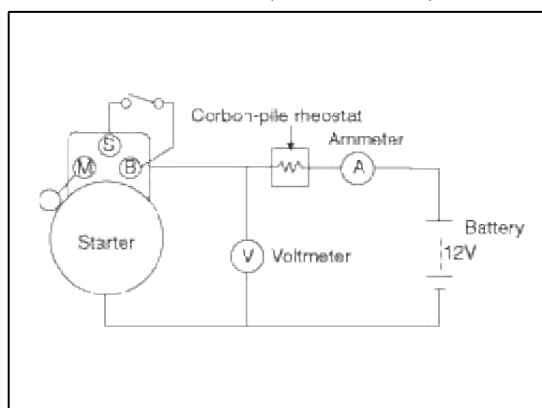 Corbon-pile rheostat
Ammeter
S
M
B
A
Starter
V
Voltmeter
Battery
12V